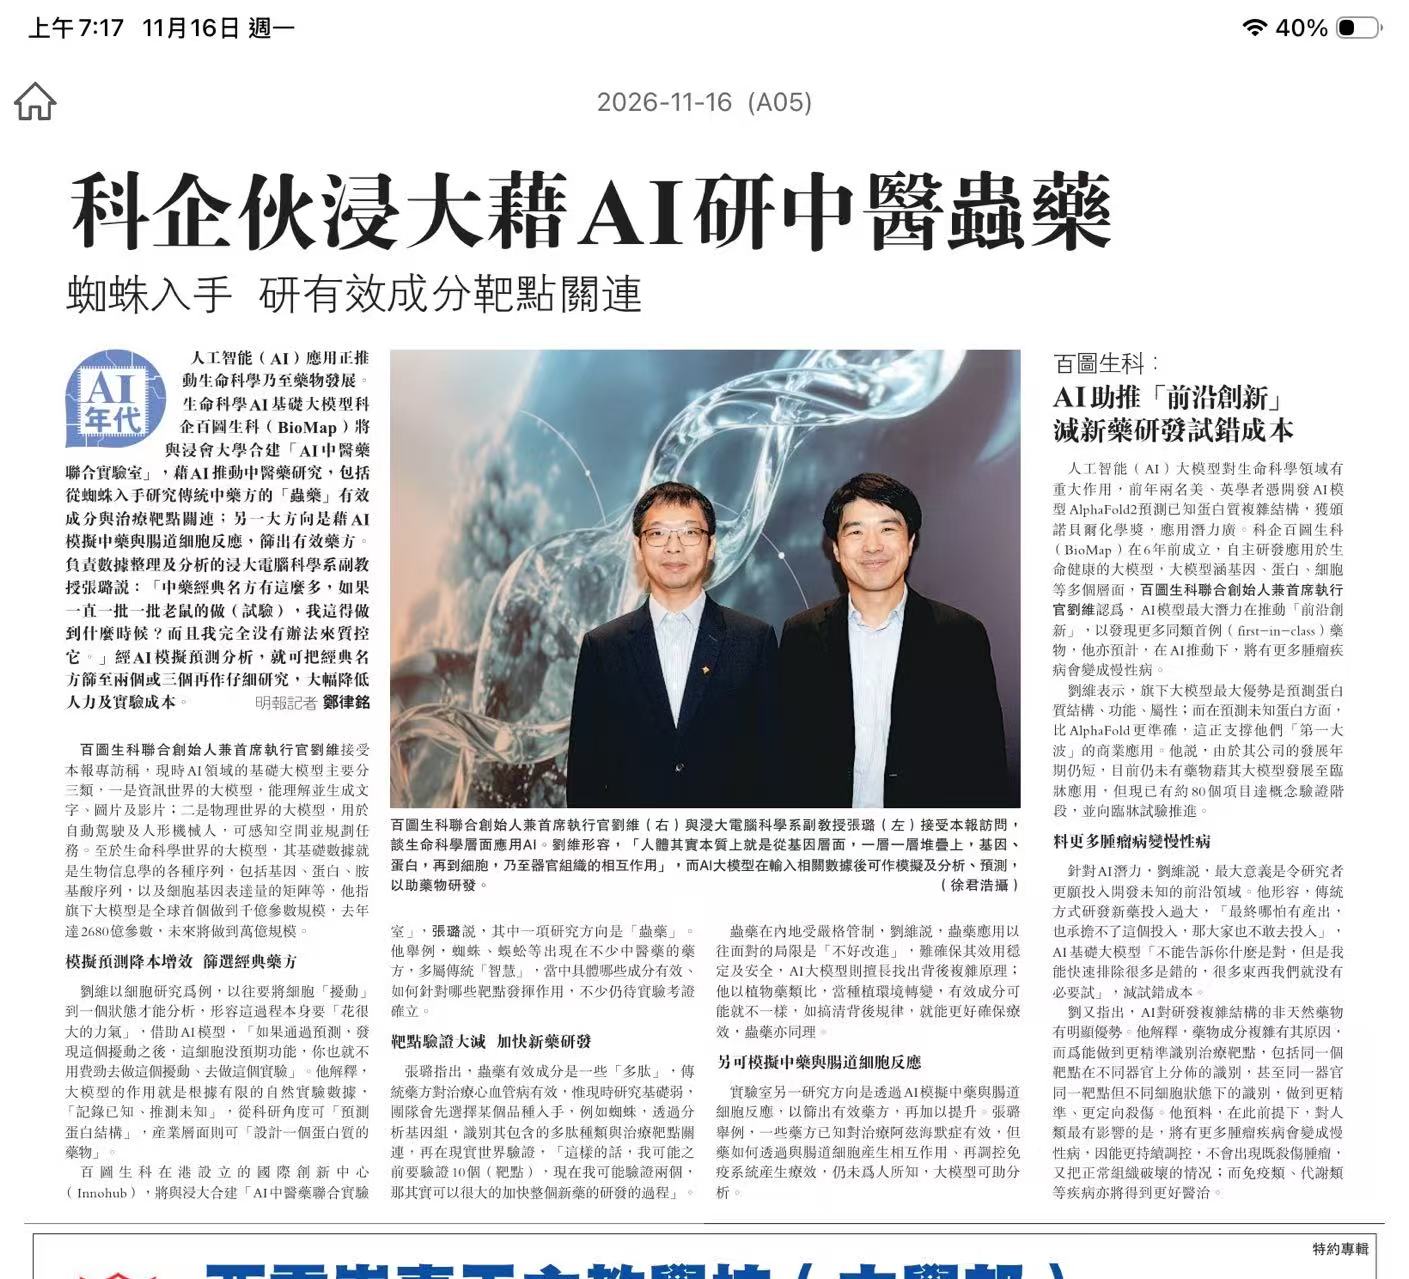 上午7:17 11月16日 週一
40%
2026-11-16 (A05)
科企伙浸大藉AI研中醫蟲藥
蜘蛛入手 研有效成分靶點關連
AI
年代
人工智能（AI）應用正推
動生命科學乃至藥物發展。
生命科學AI基礎大模型科
企百圖生科（BioMap）將
與浸會大學合建「AI中醫藥
聯合實驗室」，藉AI推動中醫藥研究，包括
從蜘蛛入手研究傳統中藥方的「蟲藥」有效
成分與治療靶點關連；另一大方向是藉AI
模擬中藥與腸道細胞反應，篩出有效藥方。
負責數據整理及分析的浸大電腦科學系副教
授張璐說：「中藥經典名方有這麼多，如果
一直一批一批老鼠的做（試驗），我這得做
到什麼時候？而且我完全没有辦法來質控
它。」經AI模擬預測分析，就可把經典名
方篩至兩個或三個再作仔細研究，大幅降低
人力及實驗成本。 明報記者 鄭律銘
百圖生科聯合創始人兼首席執行官劉維接受
本報專訪稱，現時AI領域的基礎大模型主要分
三類，一是資訊世界的大模型，能理解並生成文
字、圖片及影片；二是物理世界的大模型，用於
自動駕駛及人形機械人，可感知空間並規劃任
務。至於生命科學世界的大模型，其基礎數據就
是生物信息學的各種序列，包括基因、蛋白、胺
基酸序列，以及細胞基因表達量的矩陣等，他指
旗下大模型是全球首個做到千億參數規模，去年
達2680億參數，未來將做到萬億規模。
模擬預測降本增效 篩選經典藥方
劉維以細胞研究爲例，以往要將細胞「擾動」
到一個狀態才能分析，形容這過程本身要「花很
大的力氣」，借助AI模型，「如果通過預測，發
現這個擾動之後，這細胞没預期功能，你也就不
用費勁去做這個擾動、去做這個實驗」。他解釋，
大模型的作用就是根據有限的自然實驗數據，
「記錄已知、推測未知」，從科研角度可「預測
蛋白結構」，産業層面則可「設計一個蛋白質的
藥物」。
百圖生科在港設立的國際創新中心
（Innohub），將與浸大合建「AI中醫藥聯合實驗
百圖生科聯合創始人兼首席執行官劉維（右）與浸大電腦科學系副教授張璐（左）接受本報訪問，
談生命科學層面應用AI。劉維形容，「人體其實本質上就是從基因層面，一層一層堆疊上，基因、
蛋白，再到細胞，乃至器官組織的相互作用」，而AI大模型在輸入相關數據後可作模擬及分析、預測，
以助藥物研發。 （徐君浩攝）
室」，張璐説，其中一項研究方向是「蟲藥」。
他舉例，蜘蛛、蜈蚣等出現在不少中醫藥的藥
方，多屬傳統「智慧」，當中具體哪些成分有效、
如何針對哪些靶點發揮作用，不少仍待實驗考證
確立。
靶點驗證大減 加快新藥研發
張璐指出，蟲藥有效成分是一些「多肽」，傳
統藥方對治療心血管病有效，惟現時研究基礎弱，
團隊會先選擇某個品種入手，例如蜘蛛，透過分
析基因組，識別其包含的多肽種類與治療靶點關
連，再在現實世界驗證，「這樣的話，我可能之
前要驗證10個（靶點），現在我可能驗證兩個，
那其實可以很大的加快整個新藥的研發的過程」。
蟲藥在內地受嚴格管制，劉維説，蟲藥應用以
往面對的局限是「不好改進」，難確保其效用穩
定及安全，AI大模型則擅長找出背後複雜原理；
他以植物藥類比，當種植環境轉變，有效成分可
能就不一樣，如搞清背後規律，就能更好確保療
效，蟲藥亦同理。
另可模擬中藥與腸道細胞反應
實驗室另一研究方向是透過AI模擬中藥與腸道
細胞反應，以篩出有效藥方，再加以提升。張璐
舉例，一些藥方已知對治療阿茲海默症有效，但
藥如何透過與腸道細胞産生相互作用、再調控免
疫系統産生療效，仍未爲人所知，大模型可助分
析。
百圖生科：
AI助推「前沿創新」
減新藥研發試錯成本
人工智能（AI）大模型對生命科學領域有
重大作用，前年兩名美、英學者憑開發AI模
型AlphaFold2預測已知蛋白質複雜結構，獲頒
諾貝爾化學獎，應用潛力廣。科企百圖生科
（BioMap）在6年前成立，自主研發應用於生
命健康的大模型，大模型涵基因、蛋白、細胞
等多個層面，百圖生科聯合創始人兼首席執行
官劉維認爲，AI模型最大潛力在推動「前沿創
新」，以發現更多同類首例（first-in-class）藥
物，他亦預計，在AI推動下，將有更多腫瘤疾
病會變成慢性病。
劉維表示，旗下大模型最大優勢是預測蛋白
質結構、功能、屬性；而在預測未知蛋白方面，
比AlphaFold更準確，這正支撐他們「第一大
波」的商業應用。他説，由於其公司的發展年
期仍短，目前仍未有藥物藉其大模型發展至臨
牀應用，但現已有約80個項目達概念驗證階
段，並向臨牀試驗推進。
料更多腫瘤病變慢性病
針對AI潛力，劉維説，最大意義是令研究者
更願投入開發未知的前沿領域。他形容，傳統
方式研發新藥投入過大，「最終哪怕有産出，
也承擔不了這個投入，那大家也不敢去投入」，
AI基礎大模型「不能告訴你什麼是對，但是我
能快速排除很多是錯的，很多東西我們就没有
必要試」，減試錯成本。
劉又指出，AI對研發複雜結構的非天然藥物
有明顯優勢。他解釋，藥物成分複雜有其原因，
而爲能做到更精準識別治療靶點，包括同一個
靶點在不同器官上分佈的識別，甚至同一器官
同一靶點但不同細胞狀態下的識別，做到更精
準、更定向殺傷。他預料，在此前提下，對人
類最有影響的是，將有更多腫瘤疾病會變成慢
性病，因能更持續調控，不會出現既殺傷腫瘤，
又把正常組織破壞的情況；而免疫類、代謝類
等疾病亦將得到更好醫治。
特約專輯